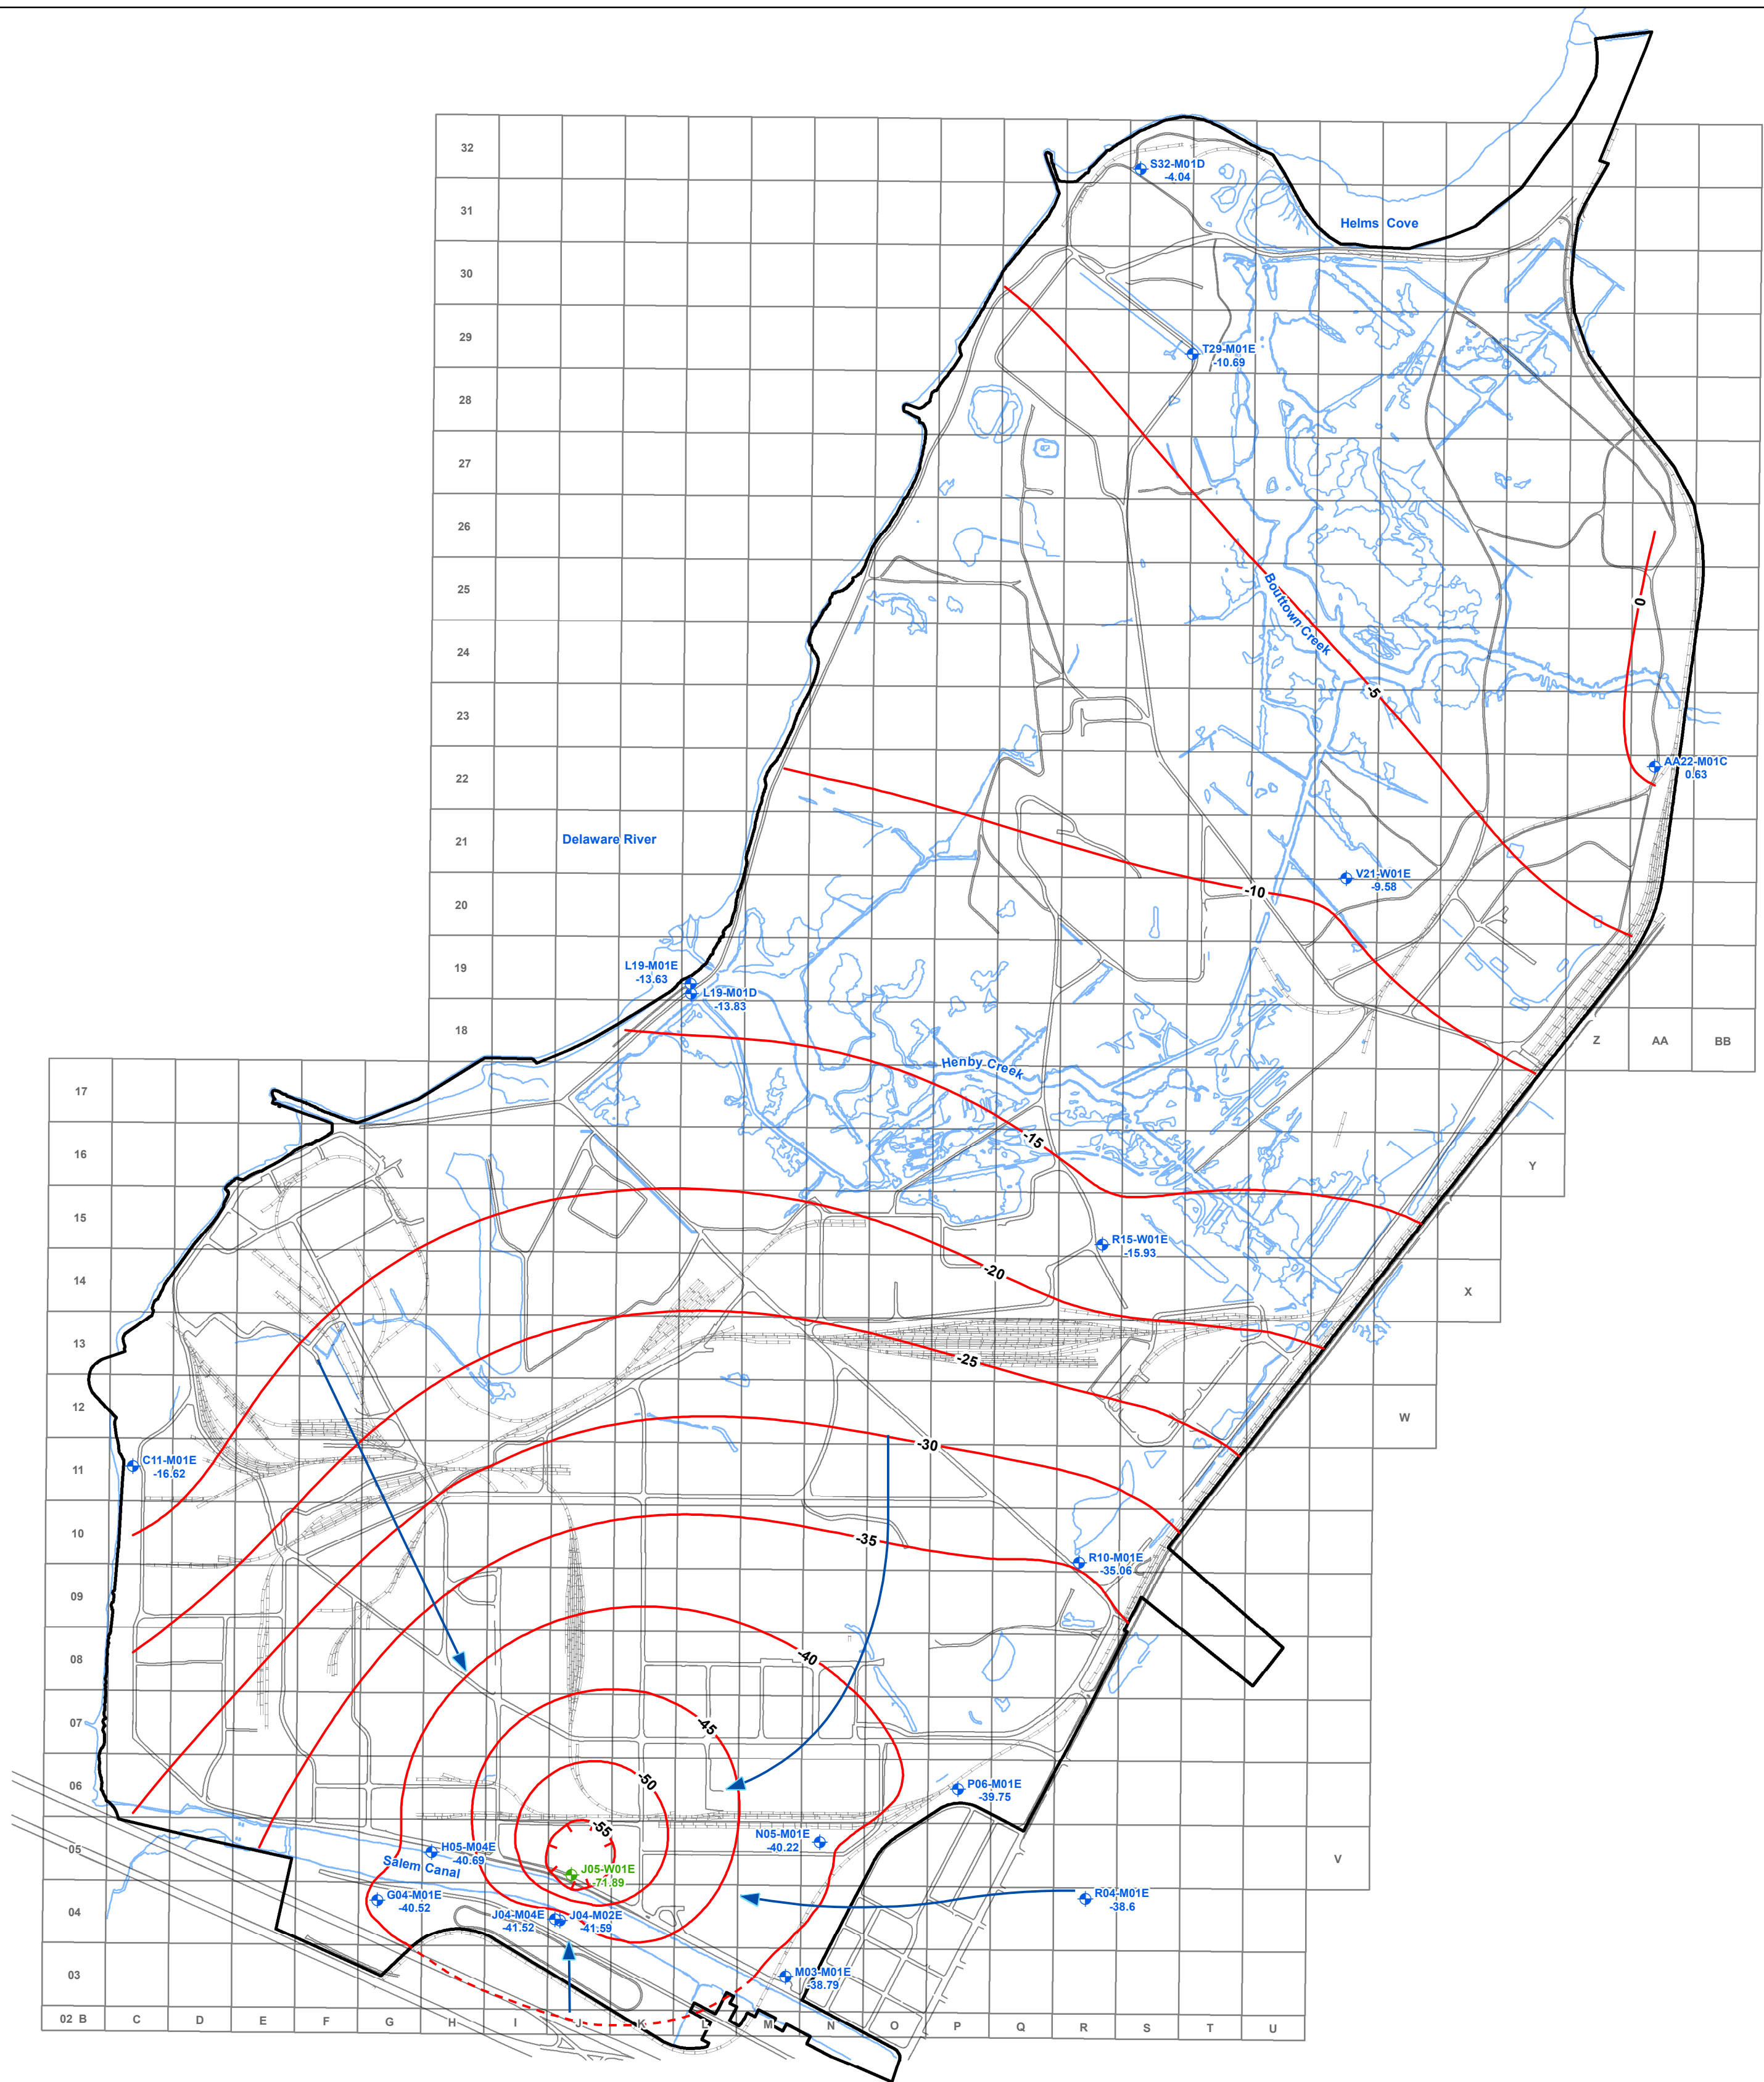 32
S32-M01D
-4.04
31
Helms Cove
30
29
T29-M01E
-10.69
28
27
26
25
0
Bouttown Creek
24
-5
23
22
AA22-M01C
0.63
21
Delaware River
V21-W01E
-9.58
-10
20
19
L19-M01E
-13.63
L19-M01D
-13.83
18
Z
AA
BB
Henby Creek
17
-15
16
Y
15
R15-W01E
-15.93
-20
14
X
13
-25
12
W
-30
C11-M01E
-16.62
11
10
-35
R10-M01E
-35.06
09
08
-40
07
-45
06
-50
P06-M01E
-39.75
-55
N05-M01E
-40.22
05
H05-M04E
-40.69
V
Salem Canal
J05-W01E
-71.89
G04-M01E
-40.52
R04-M01E
-38.6
04
J04-M04E
-41.52
J04-M02E
-41.59
03
M03-M01E
-38.79
02 B
C
D
E
F
G
H
I
J
K
L
M
N
O
P
Q
R
S
T
U